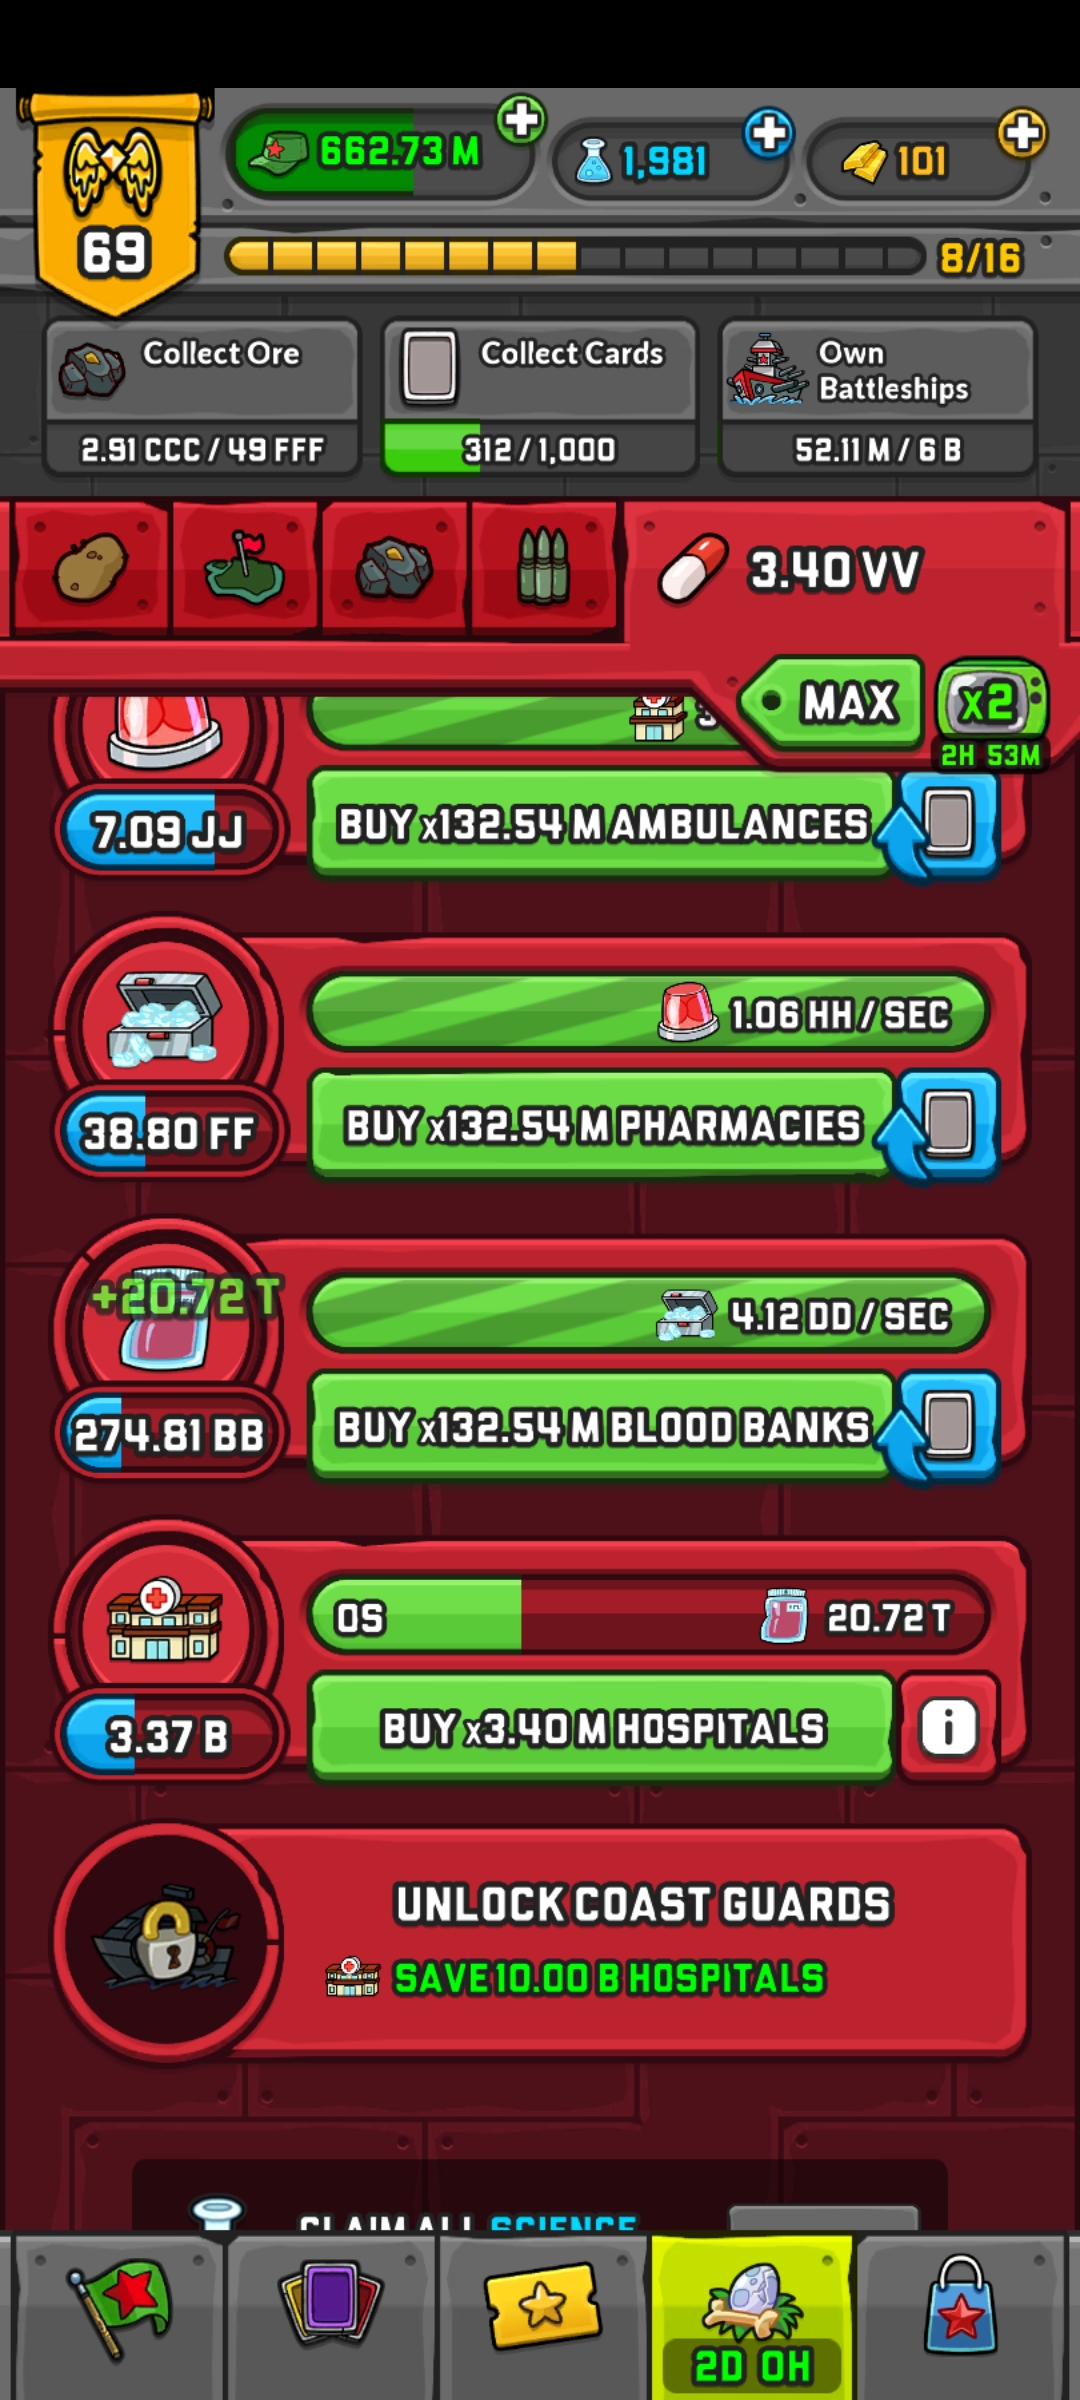 662.73 M
1,981
101
69
8/16
Collect Ore
2.91 CCC / 49 FFF
Collect Cards
312 / 1,000
Own
Battleships
52.11 M / 6 B
3.40 VV
MAX
x2
2H 53M
7.09 JJ
BUY x132.54 M AMBULANCES
1.06 HH / SEC
38.80 FF
BUY x132.54 M PHARMACIES
+20.72 T
4.12 DD / SEC
274.81 BB
BUY x132.54 M BLOOD BANKS
0S
20.72 T
3.37 B
BUY x3.40 M HOSPITALS
i
UNLOCK COAST GUARDS
SAVE 10.00 B HOSPITALS
CLAIM ALL SCIENCE
2D 0H